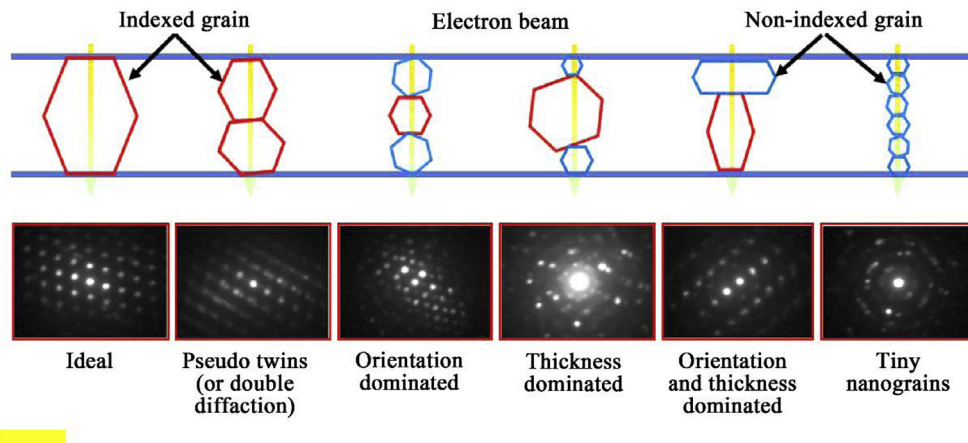 Indexed grain
Electron beam
Non-indexed grain
Ideal
Pseudo twins
(or double
diffaction)
Orientation
dominated
Thickness
dominated
Orientation
and thickness
dominated
Tiny
nanograins